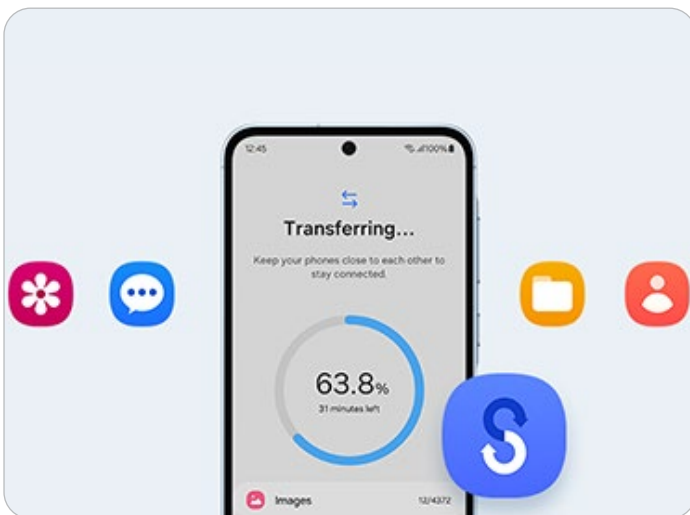 12:45 100%
Transferring...
Keep your phones close to each other to
stay connected.
63.8%
31 minutes left
Images 12/4372